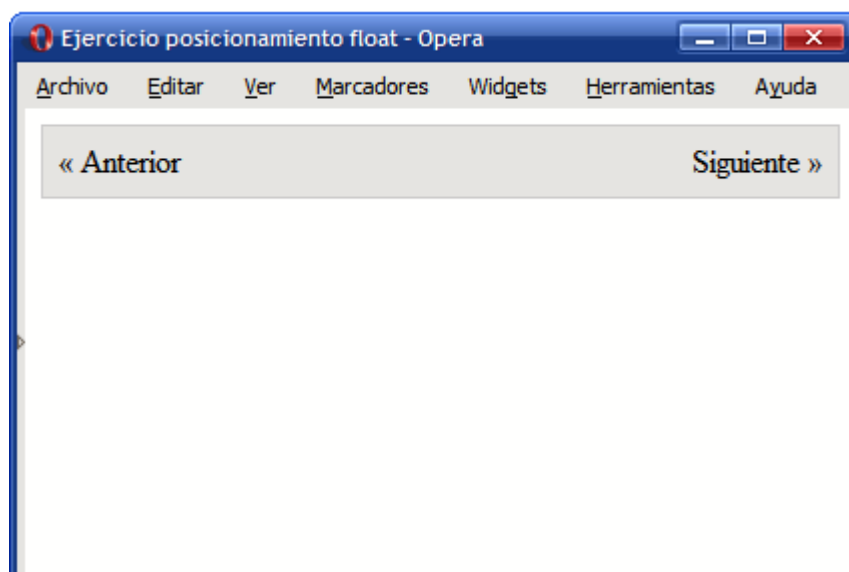 Ejercicio posicionamiento float - Opera
Archivo Editar Ver Marcadores Widgets Herramientas Ayuda
« Anterior Siguiente »